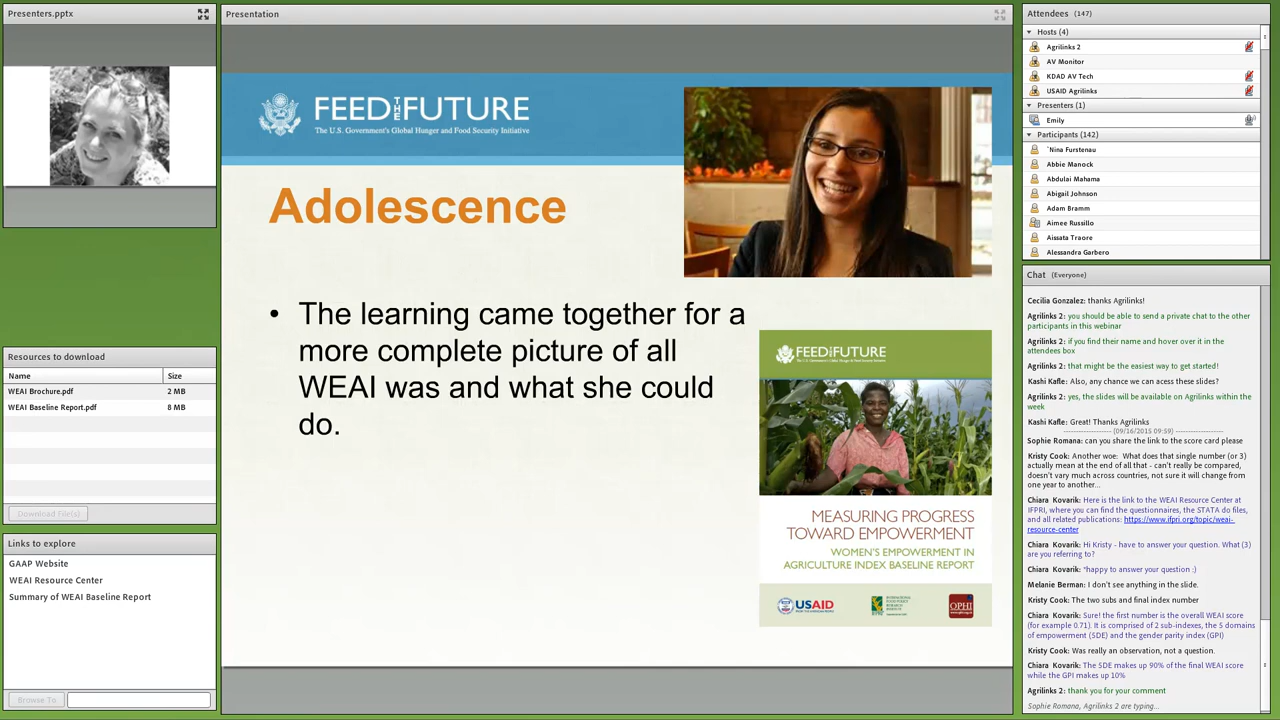 Presenters.pptx
Presentation
FEED THE FUTURE
The U.S. Government's Global Hunger and Food Security Initiative
Adolescence
• The learning came together for a
more complete picture of all
WEAI was and what she could
do.
FEED THE FUTURE
MEASURING PROGRESS
TOWARD EMPOWERMENT
WOMEN'S EMPOWERMENT IN
AGRICULTURE INDEX BASELINE REPORT
USAID
OPHI
Resources to download
Name Size
WEAI Brochure.pdf 2 MB
WEAI Baseline Report.pdf 8 MB
Download File(s)
Links to explore
GAAP Website
WEAI Resource Center
Summary of WEAI Baseline Report
Browse To
Attendees (147)
Hosts (4)
Agrilinks 2
AV Monitor
KDAD AV Tech
USAID Agrilinks
Presenters (1)
Emily
Participants (142)
`Nina Furstenau
Abbie Manock
Abdulai Mahama
Abigail Johnson
Adam Bramm
Aimee Russillo
Aissata Traore
Alessandra Garbero
Chat (Everyone)
Cecilia Gonzalez: thanks Agrilinks!
Agrilinks 2: you should be able to send a private chat to the other
participants in this webinar
Agrilinks 2: if you find their name and hover over it in the
attendees box
Agrilinks 2: that might be the easiest way to get started!
Kashi Kafle: Also, any chance we can acess these slides?
Agrilinks 2: yes, the slides will be available on Agrilinks within the
week
Kashi Kafle: Great! Thanks Agrilinks
------------------- (09/16/2015 09:59) ------------------
Sophie Romana: can you share the link to the score card please
Kristy Cook: Another woe: What does that single number (or 3)
actually mean at the end of all that - can't really be compared,
doesn't vary much across countries, not sure it will change from
one year to another...
Chiara Kovarik: Here is the link to the WEAI Resource Center at
IFPRI, where you can find the questionnaires, the STATA do files,
and all related publications: https://www.ifpri.org/topic/weai-
resource-center
Chiara Kovarik: Hi Kristy - have to answer your question. What (3)
are you referring to?
Chiara Kovarik: *happy to answer your question :)
Melanie Berman: I don't see anything in the slide.
Kristy Cook: The two subs and final index number
Chiara Kovarik: Sure! the first number is the overall WEAI score
(for example 0.71). It is comprised of 2 sub-indexes, the 5 domains
of empowerment (5DE) and the gender parity index (GPI)
Kristy Cook: Was really an observation, not a question.
Chiara Kovarik: The 5DE makes up 90% of the final WEAI score
while the GPI makes up 10%
Agrilinks 2: thank you for your comment
Sophie Romana, Agrilinks 2 are typing...